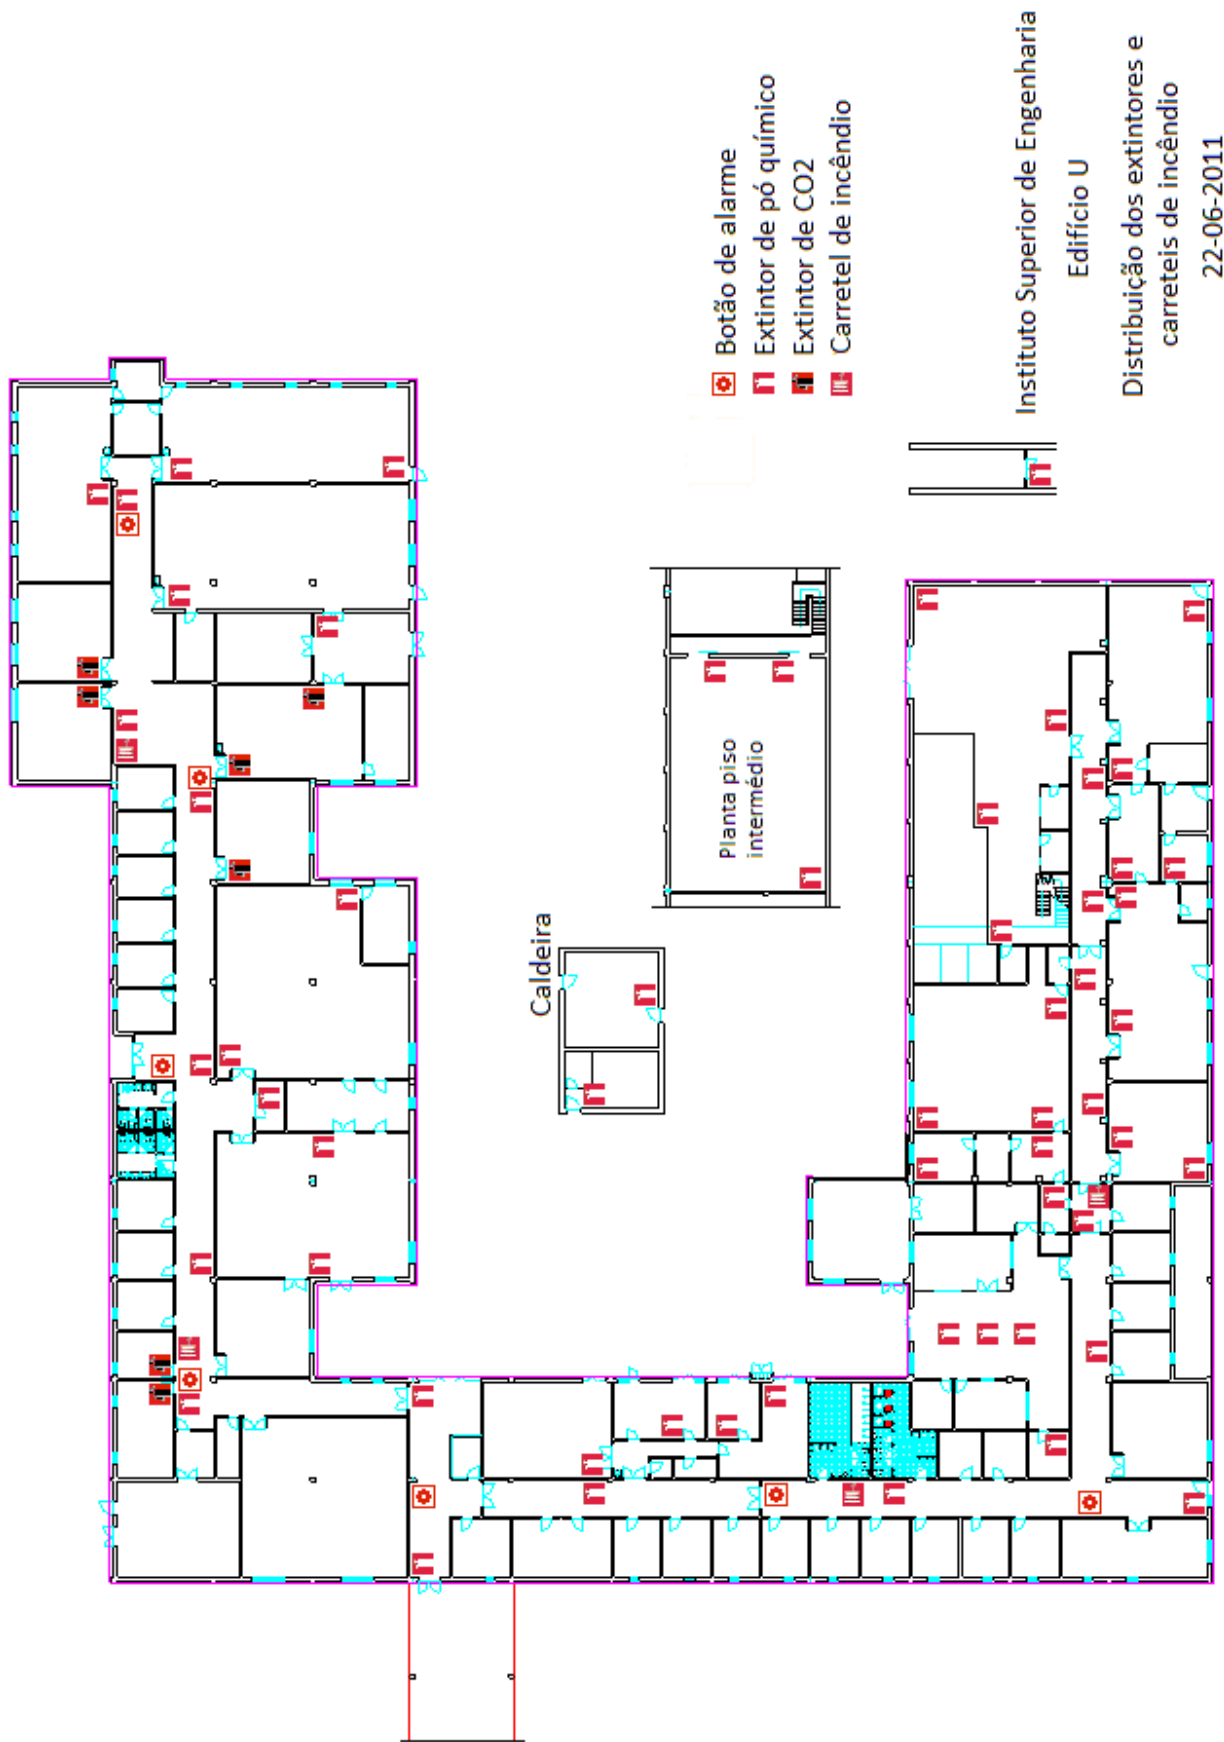 Caldeira
Planta piso
intermédio
Botão de alarme
Extintor de pó químico
Extintor de CO2
Carretel de incêndio
Instituto Superior de Engenharia
Edifício U
Distribuição dos extintores e
carreteis de incêndio
22-06-2011